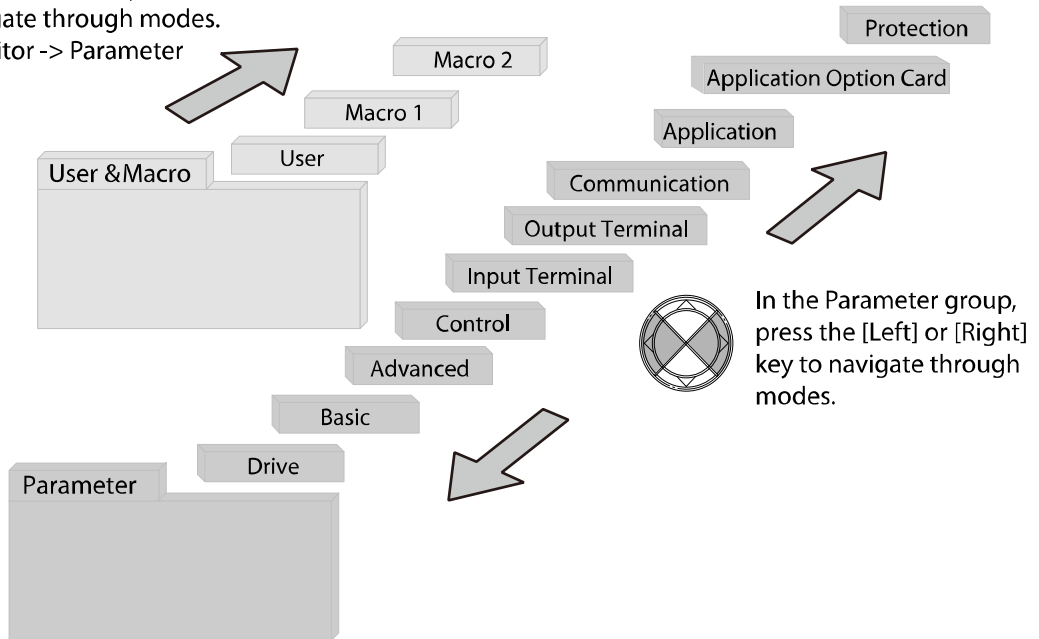 gate through modes.
itor -> Parameter
Macro 2
Macro 1
User
User &Macro
Protection
Application Option Card
Application
Communication
Output Terminal
Input Terminal
Control
Advanced
Basic
Drive
Parameter
In the Parameter group,
press the [Left] or [Right]
key to navigate through
modes.